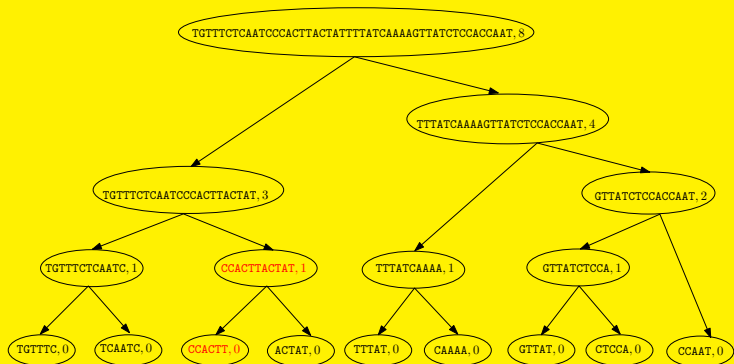 TGTTTCTCAATCCCACTTACTATTTTATCAAAAGTTATCTCCACCAAT, 8
TTTATCAAAAGTTATCTCCACCAAT, 4
TGTTTCTCAATCCCACTTACTAT, 3
GTTATCTCCACCAAT, 2
TGTTTCTCAATC, 1
CCACTTACTAT, 1
TTTATCAAAA, 1
GTTATCTCCA, 1
TGTTTC, 0
TCAATC, 0
CCACTT, 0
ACTAT, 0
TTTAT, 0
CAAAA, 0
GTTAT, 0
CTCCA, 0
CCAAT, 0